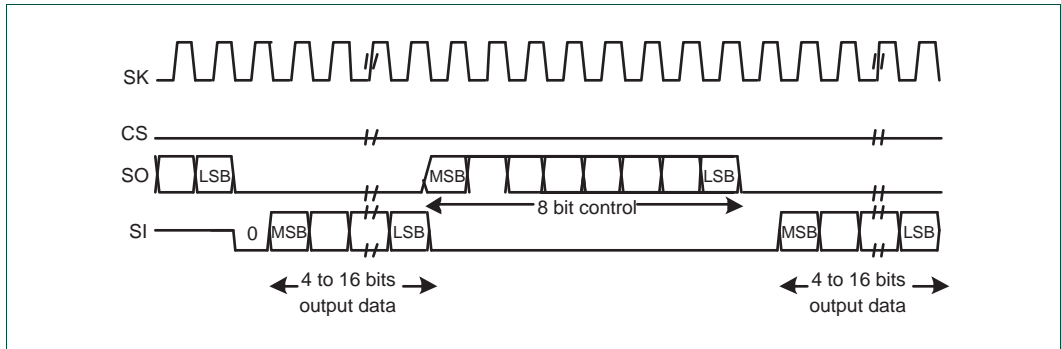 SK
CS
SO
LSB
MSB
LSB
8 bit control
SI
0
MSB
LSB
MSB
LSB
4 to 16 bits
output data
4 to 16 bits
output data